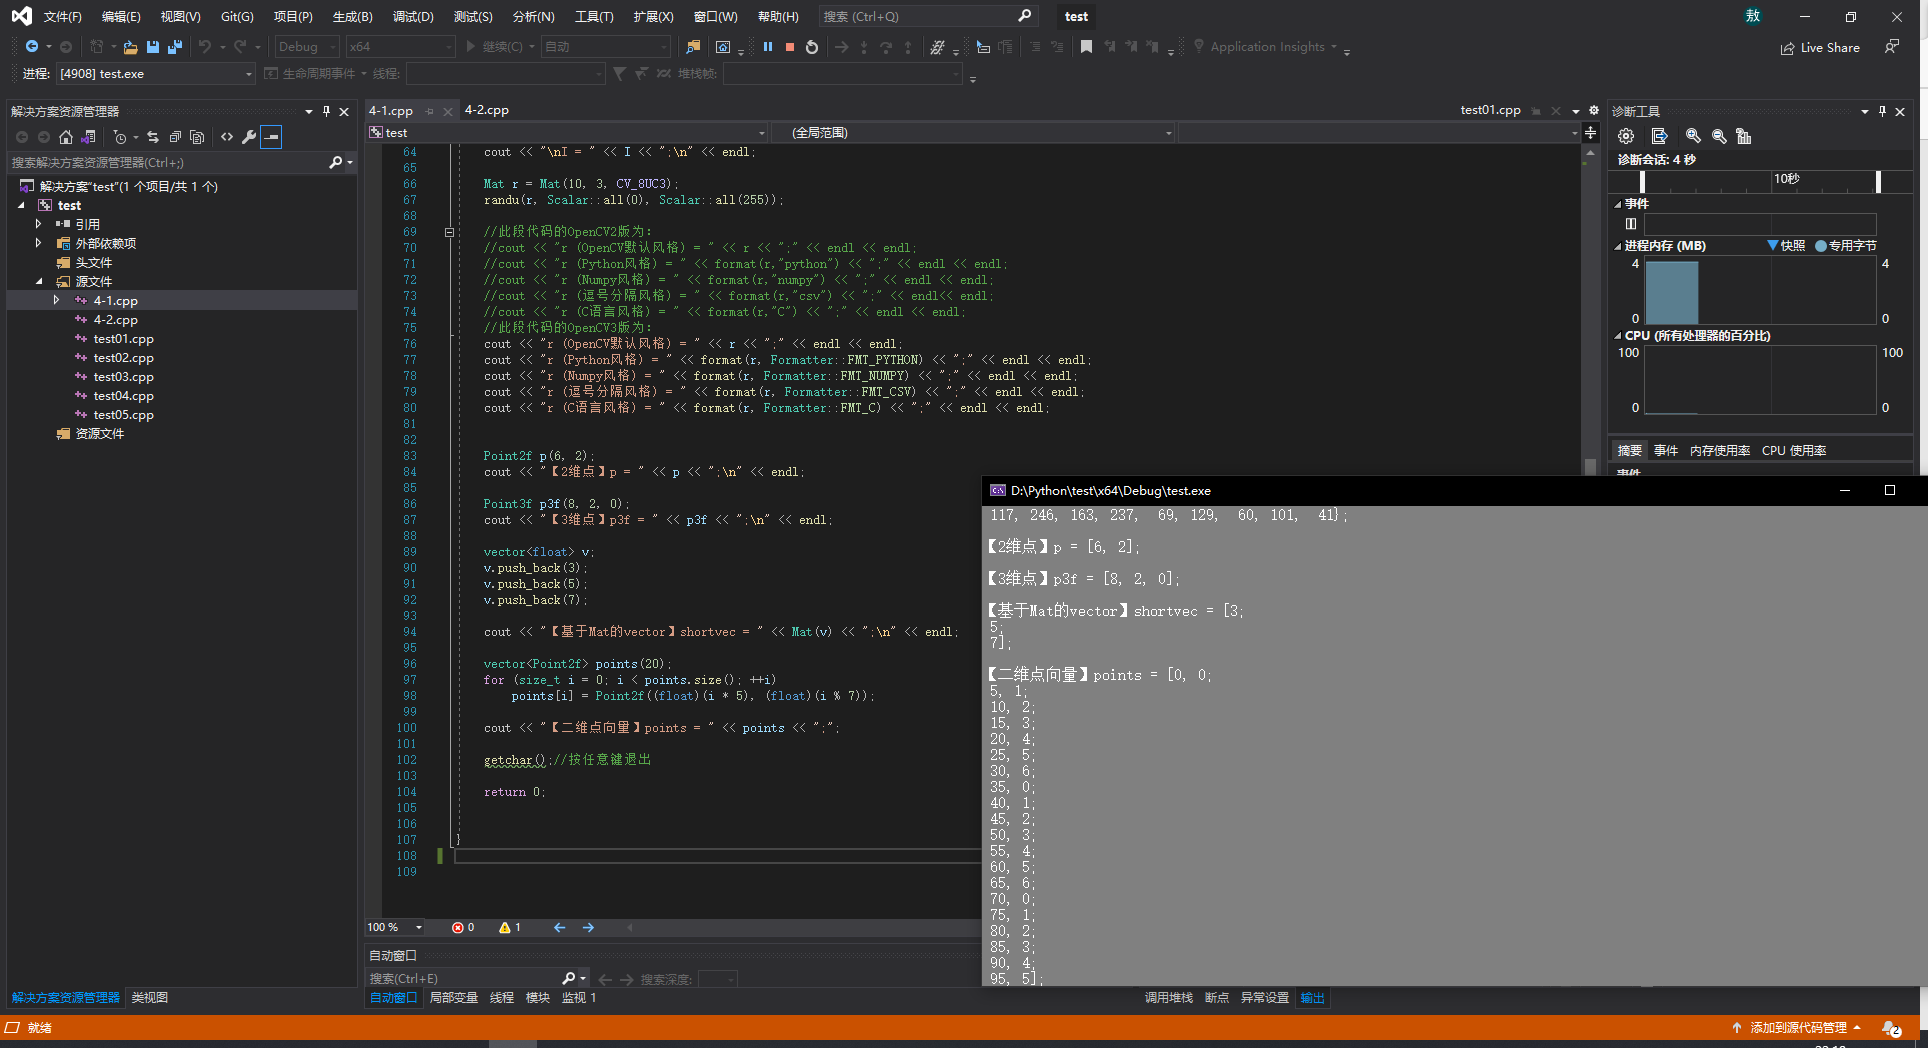 文件(F) 编辑(E) 视图(V) Git(G) 项目(P) 生成(B) 调试(D) 测试(S) 分析(N) 工具(T) 扩展(X) 窗口(W) 帮助(H) 搜索 (Ctrl+Q) test 敖
Debug x64 继续(C) 自动 Application Insights Live Share
进程: [4908] test.exe 生命周期事件 线程: 堆栈帧:
解决方案资源管理器
搜索解决方案资源管理器(Ctrl+;)
解决方案"test"(1 个项目/共 1 个)
test
引用
外部依赖项
头文件
源文件
4-1.cpp
4-2.cpp
test01.cpp
test02.cpp
test03.cpp
test04.cpp
test05.cpp
资源文件
解决方案资源管理器 类视图
4-1.cpp 4-2.cpp test01.cpp
test (全局范围)
64 cout << "\nI = " << I << ";\n" << endl;
65
66 Mat r = Mat(10, 3, CV_8UC3);
67 randu(r, Scalar::all(0), Scalar::all(255));
68
69 //此段代码的OpenCV2版为:
70 //cout << "r (OpenCV默认风格) = " << r << ";" << endl << endl;
71 //cout << "r (Python风格) = " << format(r,"python") << ";" << endl << endl;
72 //cout << "r (Numpy风格) = " << format(r,"numpy") << ";" << endl << endl;
73 //cout << "r (逗号分隔风格) = " << format(r,"csv") << ";" << endl<< endl;
74 //cout << "r (C语言风格) = " << format(r,"C") << ";" << endl << endl;
75 //此段代码的OpenCV3版为:
76 cout << "r (OpenCV默认风格) = " << r << ";" << endl << endl;
77 cout << "r (Python风格) = " << format(r, Formatter::FMT_PYTHON) << ";" << endl << endl;
78 cout << "r (Numpy风格) = " << format(r, Formatter::FMT_NUMPY) << ";" << endl << endl;
79 cout << "r (逗号分隔风格) = " << format(r, Formatter::FMT_CSV) << ";" << endl << endl;
80 cout << "r (C语言风格) = " << format(r, Formatter::FMT_C) << ";" << endl << endl;
81
82
83 Point2f p(6, 2);
84 cout << "【2维点】p = " << p << ";\n" << endl;
85
86 Point3f p3f(8, 2, 0);
87 cout << "【3维点】p3f = " << p3f << ";\n" << endl;
88
89 vector<float> v;
90 v.push_back(3);
91 v.push_back(5);
92 v.push_back(7);
93
94 cout << "【基于Mat的vector】shortvec = " << Mat(v) << ";\n" << endl;
95
96 vector<Point2f> points(20);
97 for (size_t i = 0; i < points.size(); ++i)
98 points[i] = Point2f((float)(i * 5), (float)(i % 7));
99
100 cout << "【二维点向量】points = " << points << ";";
101
102 getchar();//按任意键退出
103
104 return 0;
105
106
107 }
108
109
100 % 0 1
自动窗口
搜索(Ctrl+E) 搜索深度:
自动窗口 局部变量 线程 模块 监视 1
调用堆栈 断点 异常设置 输出
诊断工具
诊断会话: 4 秒
10秒
事件
进程内存 (MB) 快照 专用字节
4 4
0 0
CPU (所有处理器的百分比)
100 100
0 0
摘要 事件 内存使用率 CPU 使用率
事件
D:\Python\test\x64\Debug\test.exe
117, 246, 163, 237, 69, 129, 60, 101, 41};
【2维点】p = [6, 2];
【3维点】p3f = [8, 2, 0];
【基于Mat的vector】shortvec = [3;
5;
7];
【二维点向量】points = [0, 0;
5, 1;
10, 2;
15, 3;
20, 4;
25, 5;
30, 6;
35, 0;
40, 1;
45, 2;
50, 3;
55, 4;
60, 5;
65, 6;
70, 0;
75, 1;
80, 2;
85, 3;
90, 4;
95, 5];
就绪 添加到源代码管理 2